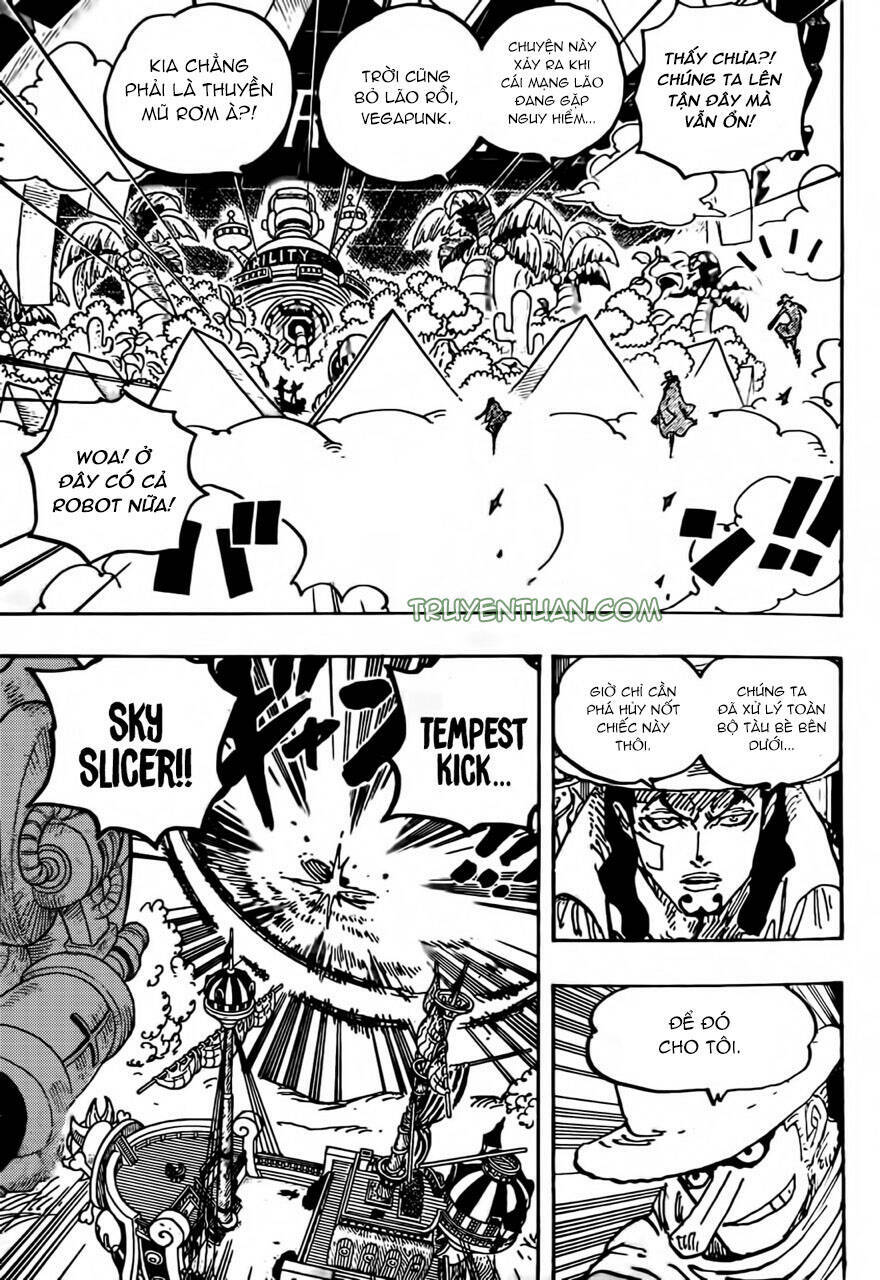 THẤY CHƯA?!
CHÚNG TA LÊN
TẬN ĐÂY MÀ
VẪN ỔN!
CHUYỆN NÀY
XẢY RA KHI
CÁI MẠNG LÃO
ĐANG GẶP
NGUY HIỂM...
TRỜI CŨNG
BỎ LÃO RỒI,
VEGAPUNK.
KIA CHẲNG
PHẢI LÀ THUYỀN
MŨ RƠM À?!
ILITY
WOA! Ở
ĐÂY CÓ CẢ
ROBOT NỮA!
ドン!!
TRUYENTUAN.COM
CHÚNG TA
ĐÃ XỬ LÝ TOÀN
BỘ TÀU BÈ BÊN
DƯỚI...
GIỜ CHỈ CẦN
PHÁ HỦY NỐT
CHIẾC NÀY
THÔI.
ĐỂ ĐÓ
CHO TÔI.
TEMPEST
KICK...
SKY
SLICER!!